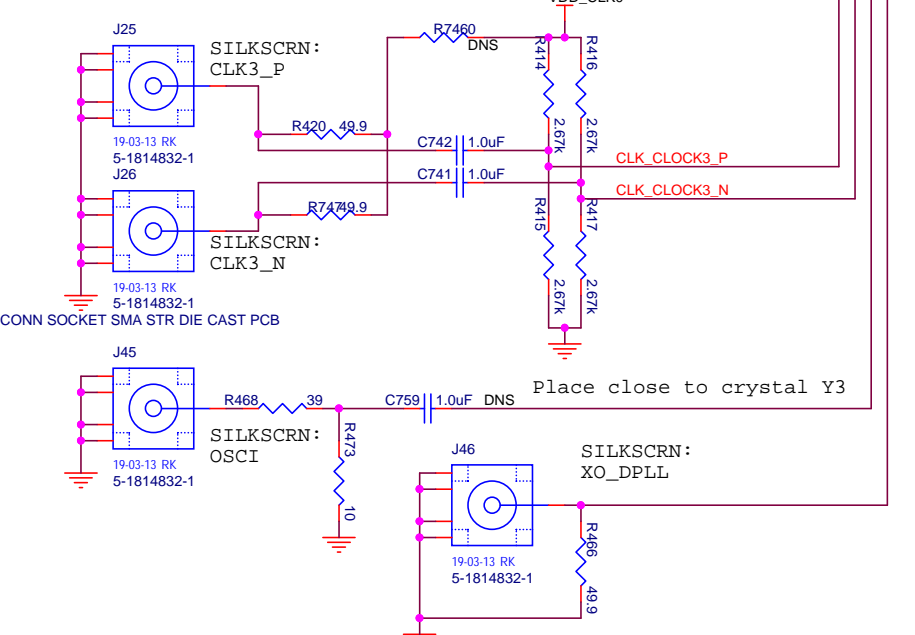 VDD_CLK3
J25
SILKSCRN:
CLK3_P
R7460
DNS
R414
R416
R420 49.9
2.67k
2.67k
C742 1.0uF
19-03-13 RK
5-1814832-1
CLK_CLOCK3_P
J26
C741 1.0uF
CLK_CLOCK3_N
R747 49.9
R415
R417
SILKSCRN:
CLK3_N
2.67k
2.67k
19-03-13 RK
5-1814832-1
CONN SOCKET SMA STR DIE CAST PCB
J45
Place close to crystal Y3
R468 39
C759 1.0uF DNS
SILKSCRN:
OSCI
R473
10
19-03-13 RK
5-1814832-1
J46
SILKSCRN:
XO_DPLL
R466
49.9
19-03-13 RK
5-1814832-1